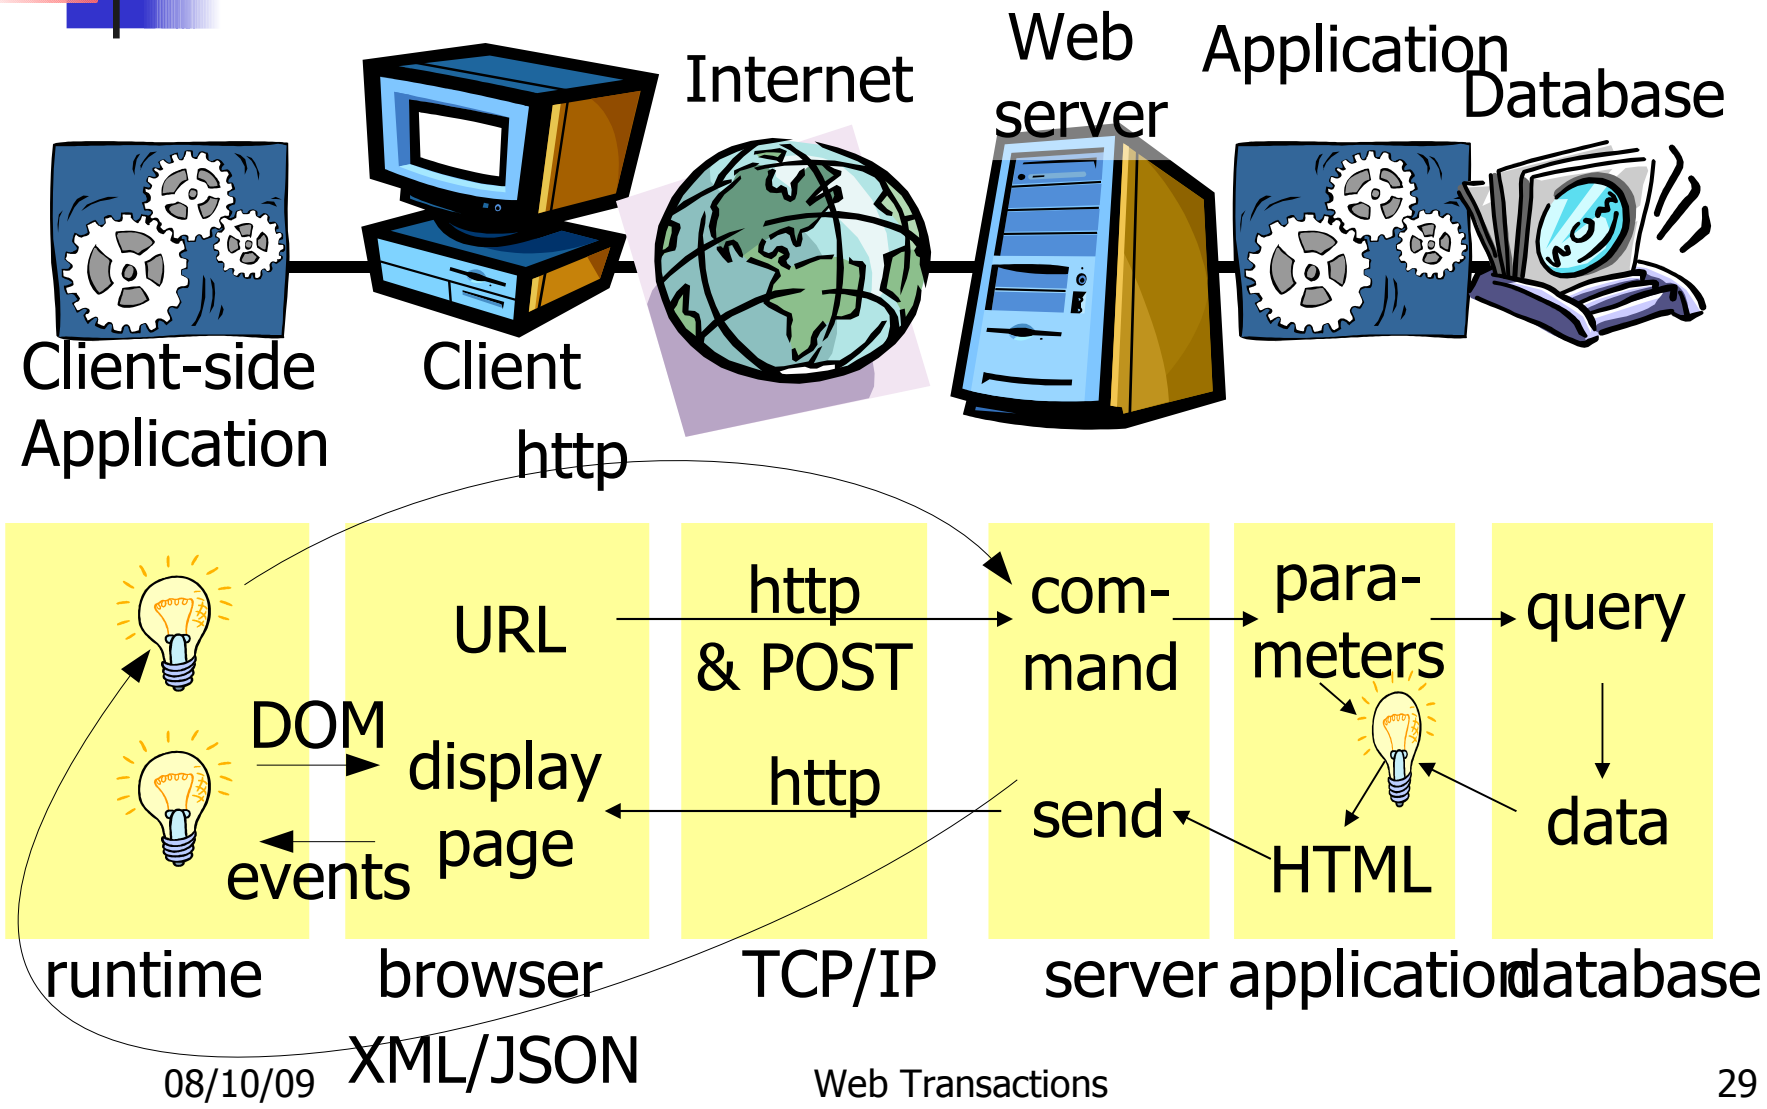 Web
server
Application
Internet
Database
Client-side
Application
Client
http
URL
http
& POST
com-
mand
para-
meters
query
DOM
display
page
events
http
send
HTML
data
runtime
browser
TCP/IP
server
application
database
XML/JSON
08/10/09
Web Transactions
29